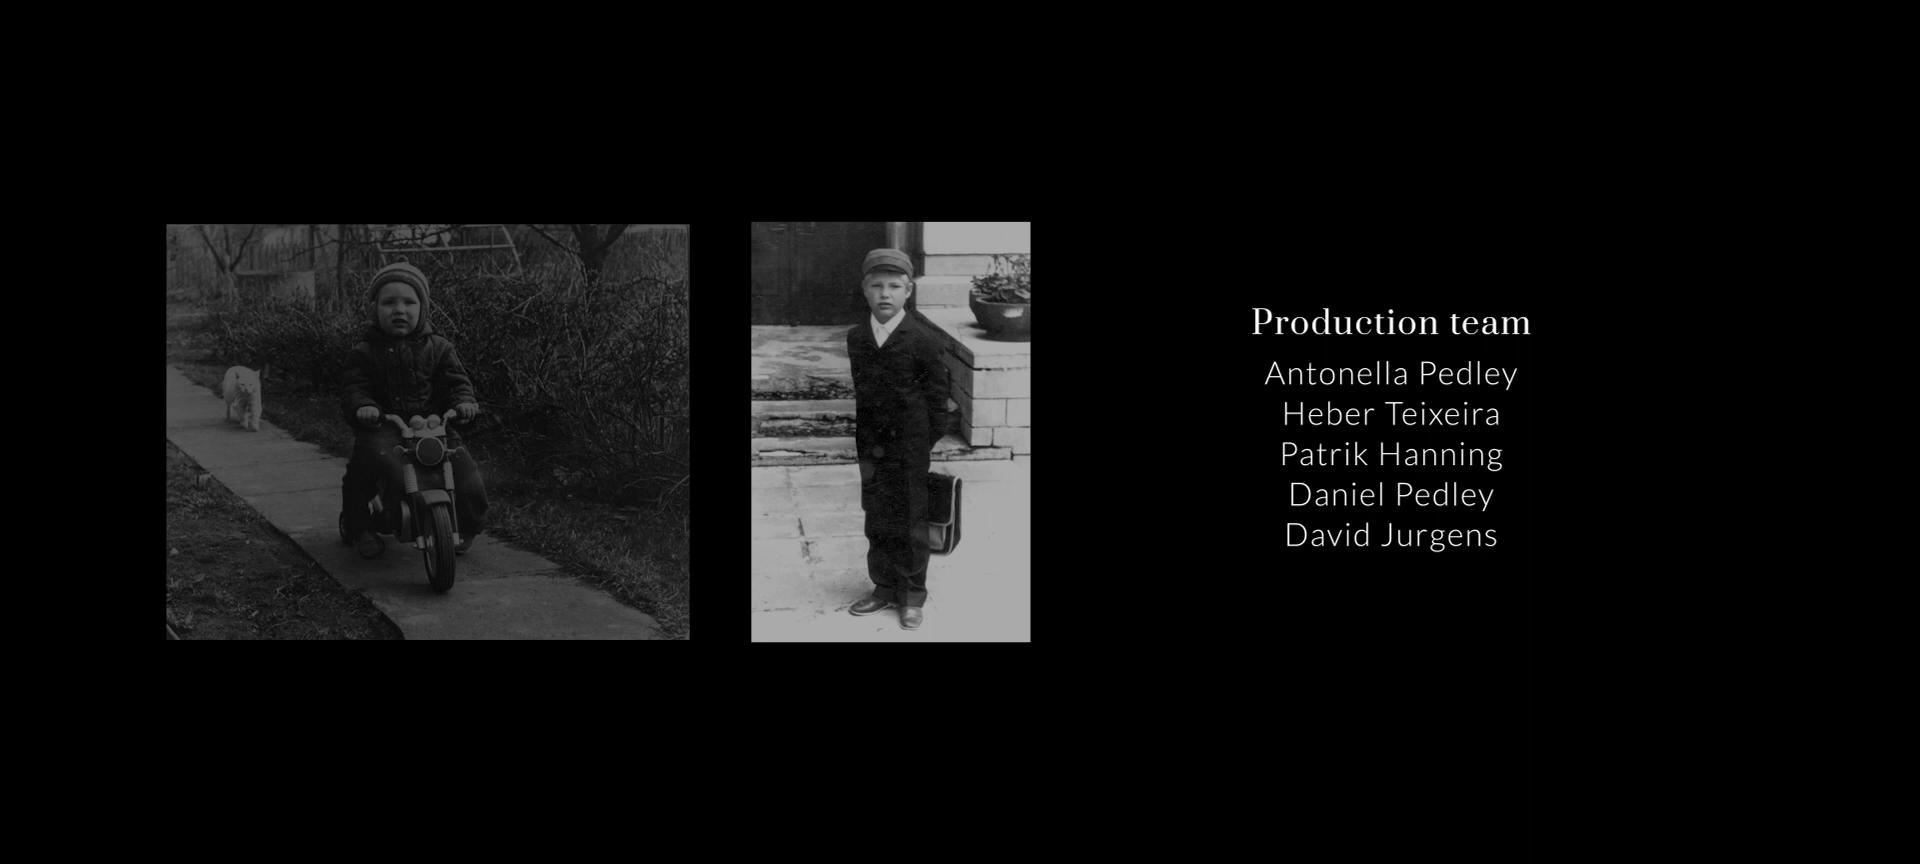 Production team
Antonella Pedley
Heber Teixeira
Patrik Hanning
Daniel Pedley
David Jurgens